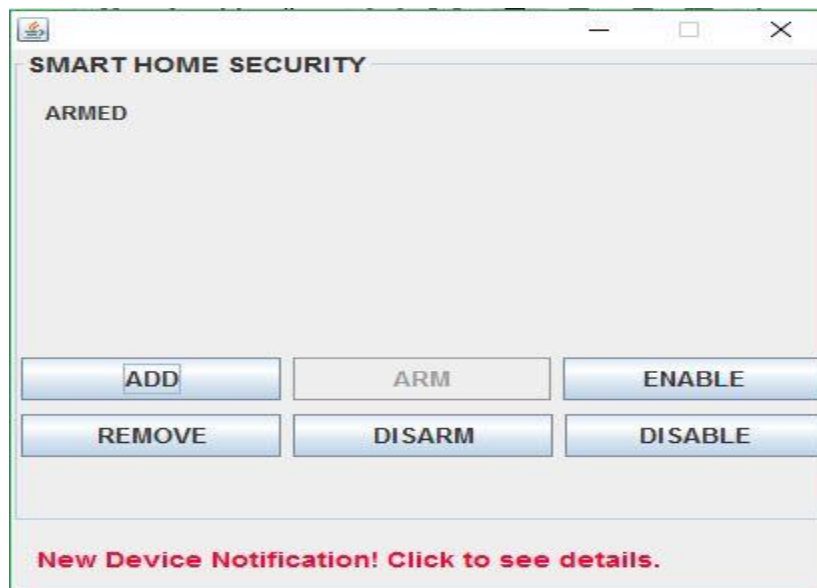 SMART HOME SECURITY
ARMED
ADD ARM ENABLE
REMOVE DISARM DISABLE
New Device Notification! Click to see details.